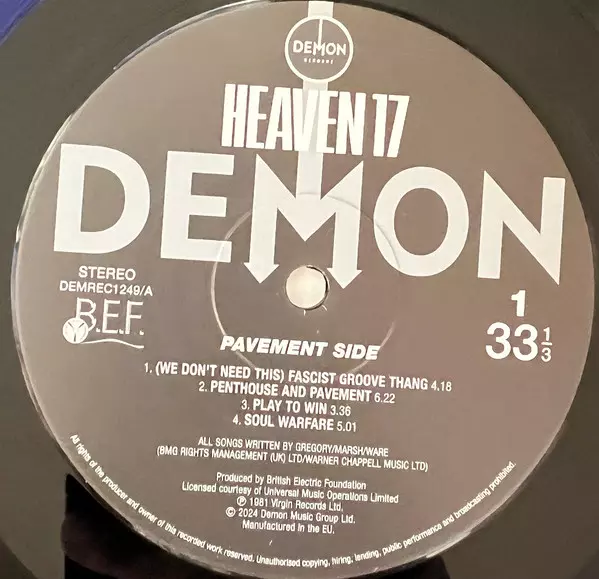 DEMON
RECORDS
HEAVEN 17
DEMON
STEREO
DEMREC1249/A
B.E.F.
1
33 1/3
PAVEMENT SIDE
1. (WE DON'T NEED THIS) FASCIST GROOVE THANG 4.18
2. PENTHOUSE AND PAVEMENT 6.22
3. PLAY TO WIN 3.36
4. SOUL WARFARE 5.01
ALL SONGS WRITTEN BY GREGORY/MARSH/WARE
(BMG RIGHTS MANAGEMENT (UK) LTD/WARNER CHAPPELL MUSIC LTD)
Produced by British Electric Foundation
Licensed courtesy of Universal Music Operations Limited
℗ 1981 Virgin Records Ltd.
© 2024 Demon Music Group Ltd.
Manufactured in the EU.
All rights of the producer and owner of this recorded work reserved. Unauthorised copying, hiring, lending, public performance and broadcasting prohibited.